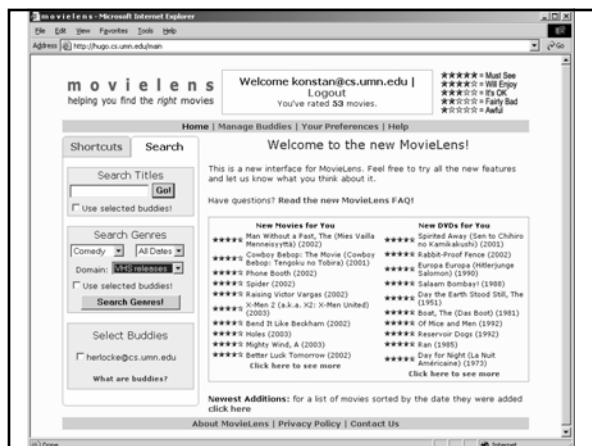 movielens - Microsoft Internet Explorer
File Edit View Favorites Tools Help
Address http://hugo.cs.umn.edu/main Go
movielens
helping you find the right movies
Welcome konstan@cs.umn.edu |
Logout
You've rated 53 movies.
★★★★★ = Must See
★★★★☆ = Will Enjoy
★★★☆☆ = It's OK
★★☆☆☆ = Fairly Bad
★☆☆☆☆ = Awful
Home | Manage Buddies | Your Preferences | Help
Shortcuts Search
Search Titles
Go!
Use selected buddies!
Search Genres
Comedy All Dates
Domain: VHS releases
Use selected buddies!
Search Genres!
Select Buddies
herlocke@cs.umn.edu
What are buddies?
Welcome to the new MovieLens!
This is a new interface for MovieLens. Feel free to try all the new features
and let us know what you think about it.
Have questions? Read the new MovieLens FAQ!
New Movies for You
Man Without a Past, The (Mies Vailla
Menneisyyttä) (2002)
Cowboy Bebop: The Movie (Cowboy
Bebop: Tengoku no Tobira) (2001)
Phone Booth (2002)
Spider (2002)
Raising Victor Vargas (2002)
X-Men 2 (a.k.a. X2: X-Men United)
(2003)
Bend It Like Beckham (2002)
Holes (2003)
Mighty Wind, A (2003)
Better Luck Tomorrow (2002)
Click here to see more
New DVDs for You
Spirited Away (Sen to Chihiro
no Kamikakushi) (2001)
Rabbit-Proof Fence (2002)
Europa Europa (Hitlerjunge
Salomon) (1990)
Salaam Bombay! (1988)
Day the Earth Stood Still, The
(1951)
Boat, The (Das Boot) (1981)
Of Mice and Men (1992)
Reservoir Dogs (1992)
Ran (1985)
Day for Night (La Nuit
Américaine) (1973)
Click here to see more
Newest Additions: for a list of movies sorted by the date they were added
click here
About MovieLens | Privacy Policy | Contact Us
Done Internet